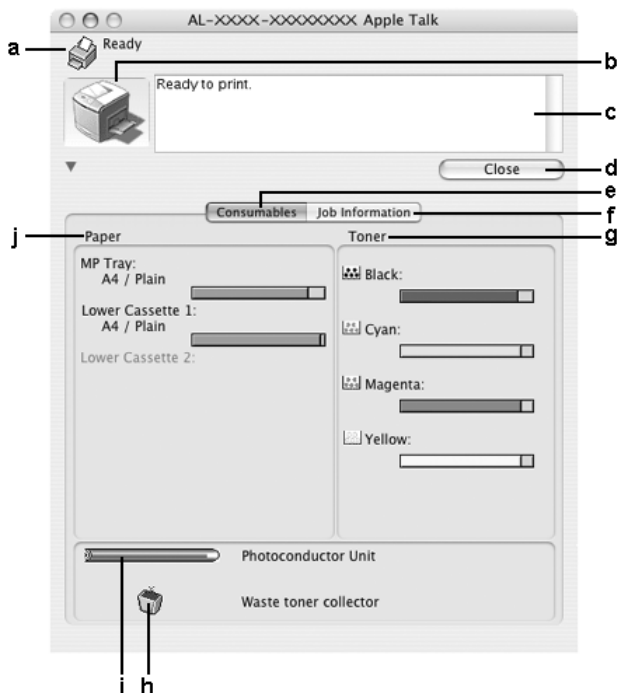 AL-XXXX-XXXXXXXX Apple Talk
a
Ready
b
Ready to print.
c
Close
d
e
Consumables
Job Information
f
j
Paper
Toner
g
MP Tray:
A4 / Plain
Lower Cassette 1:
A4 / Plain
Lower Cassette 2:
Black:
Cyan:
Magenta:
Yellow:
Photoconductor Unit
Waste toner collector
i
h